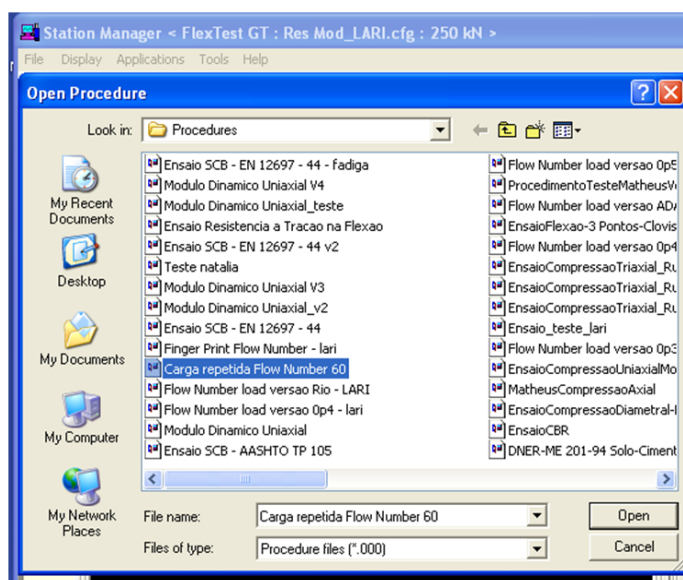 Station Manager < FlexTest GT : Res Mod_LARI.cfg : 250 kN >
File Display Applications Tools Help
Open Procedure
Look in: Procedures
My Recent Documents
Desktop
My Documents
My Computer
My Network Places
Ensaio SCB - EN 12697 - 44 - fadiga
Modulo Dinamico Uniaxial V4
Modulo Dinamico Uniaxial_teste
Ensaio Resistencia a Tracao na Flexao
Ensaio SCB - EN 12697 - 44 v2
Teste natalia
Modulo Dinamico Uniaxial V3
Modulo Dinamico Uniaxial_v2
Ensaio SCB - EN 12697 - 44
Finger Print Flow Number - lari
Carga repetida Flow Number 60
Flow Number load versao Rio - LARI
Flow Number load versao 0p4 - lari
Modulo Dinamico Uniaxial
Ensaio SCB - AASHTO TP 105
Flow Number load versao 0p5
ProcedimentoTesteMatheusV
Flow Number load versao AD
EnsaioFlexao-3 Pontos-Clovis
Flow Number load versao 0p4
EnsaioCompressaoTriaxial_Ru
EnsaioCompressaoTriaxial_Ru
EnsaioCompressaoTriaxial_Ru
Ensaio_teste_lari
Flow Number load versao 0p3
EnsaioCompressaoUniaxialMo
MatheusCompressaoAxial
EnsaioCompressaoDiametral-
EnsaioCBR
DNER-ME 201-94 Solo-Ciment
File name: Carga repetida Flow Number 60
Open
Files of type: Procedure files (*.000)
Cancel